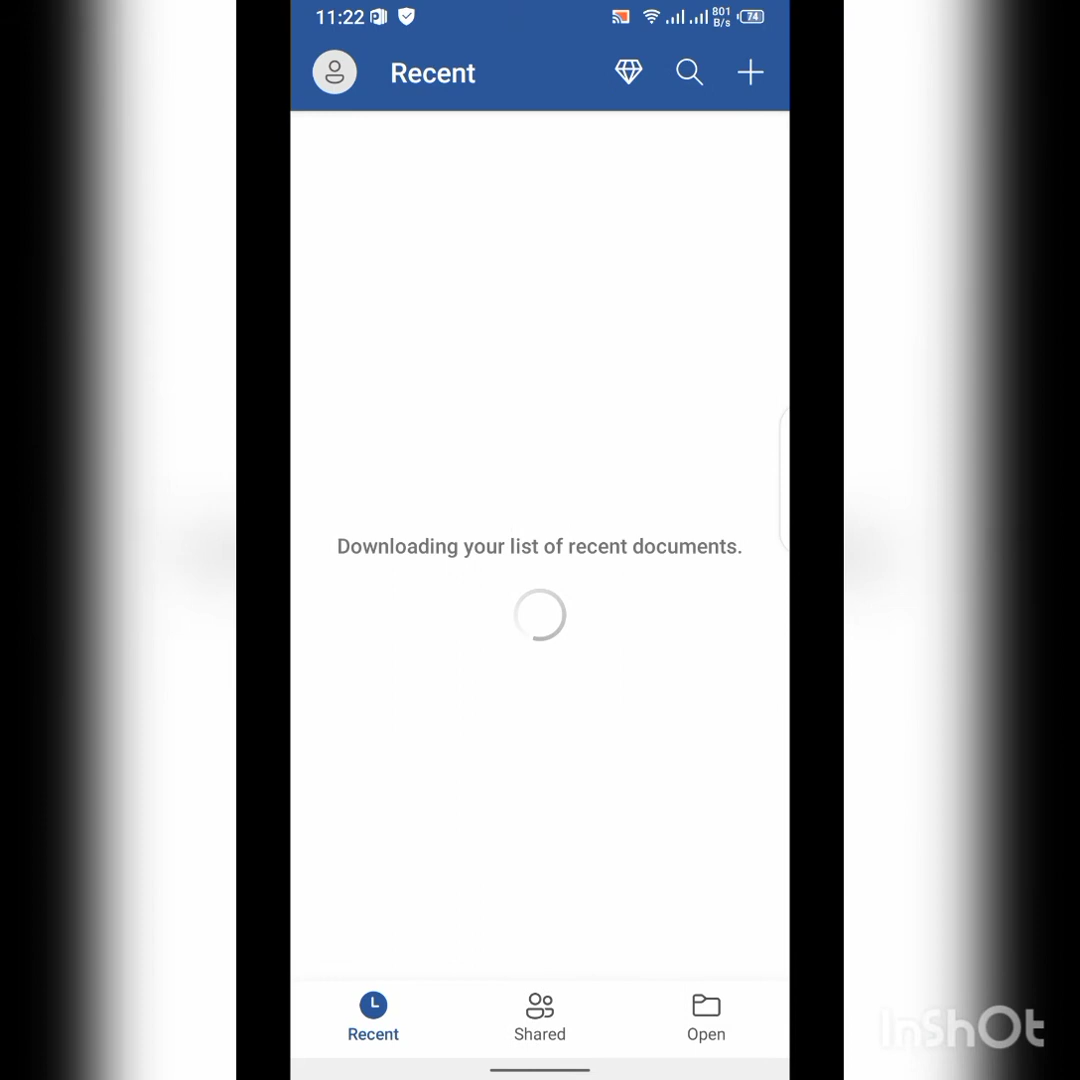 11:22
801
B/s
74
Recent
Downloading your list of recent documents.
Recent
Shared
Open
InShOt